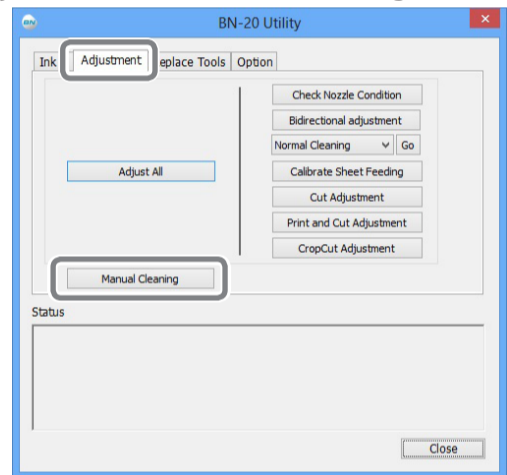 BN-20 Utility
Ink Adjustment eplace Tools Option
Check Nozzle Condition
Bidirectional adjustment
Normal Cleaning Go
Adjust All
Calibrate Sheet Feeding
Cut Adjustment
Print and Cut Adjustment
CropCut Adjustment
Manual Cleaning
Status
Close